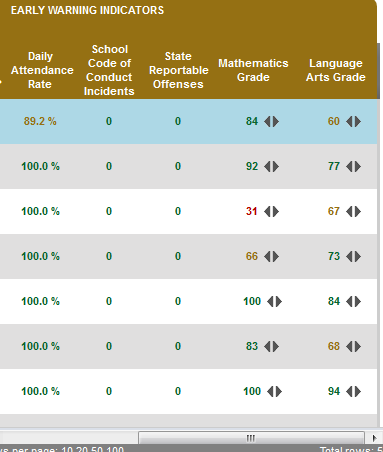 EARLY WARNING INDICATORS
Daily Attendance Rate School Code of Conduct Incidents State Reportable Offenses Mathematics Grade Language Arts Grade
89.2 % 0 0 84 60
100.0 % 0 0 92 77
100.0 % 0 0 31 67
100.0 % 0 0 66 73
100.0 % 0 0 100 84
100.0 % 0 0 83 68
100.0 % 0 0 100 94
per page: 10 20 50 100 Total rows: 5